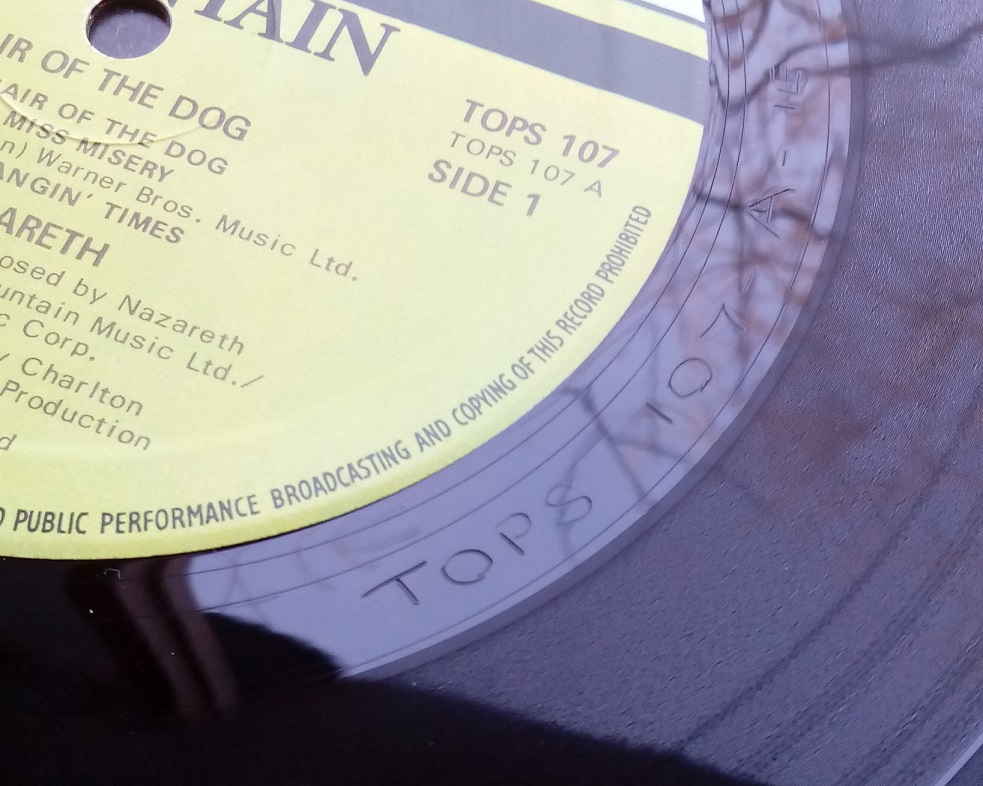 TAIN
IR OF THE DOG
AIR OF THE DOG
MISS MISERY
n) Warner Bros. Music Ltd.
ANGIN' TIMES
ARETH
osed by Nazareth
untain Music Ltd./
c Corp.
/ Charlton
Production
d
TOPS 107
TOPS 107 A
SIDE 1
PUBLIC PERFORMANCE BROADCASTING AND COPYING OF THIS RECORD PROHIBITED
TOPS 107 - A -